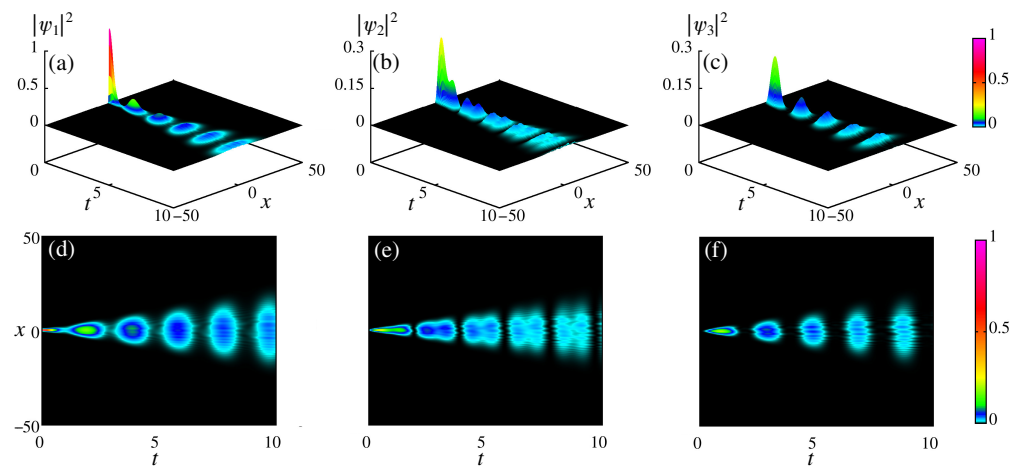 |ψ₁|² |ψ₂|² |ψ₃|²
1 0.3 0.3 1
(a) (b) (c)
0.5 0.15 0.15 0.5
0 0 0 0
0 50 0 50 0 50
5 0 5 0 5 0
t x t x t x
10 −50 10 −50 10 −50
50 (d) (e) (f) 1
x 0 0.5
−50 0
0 5 10 0 5 10 0 5 10
t t t